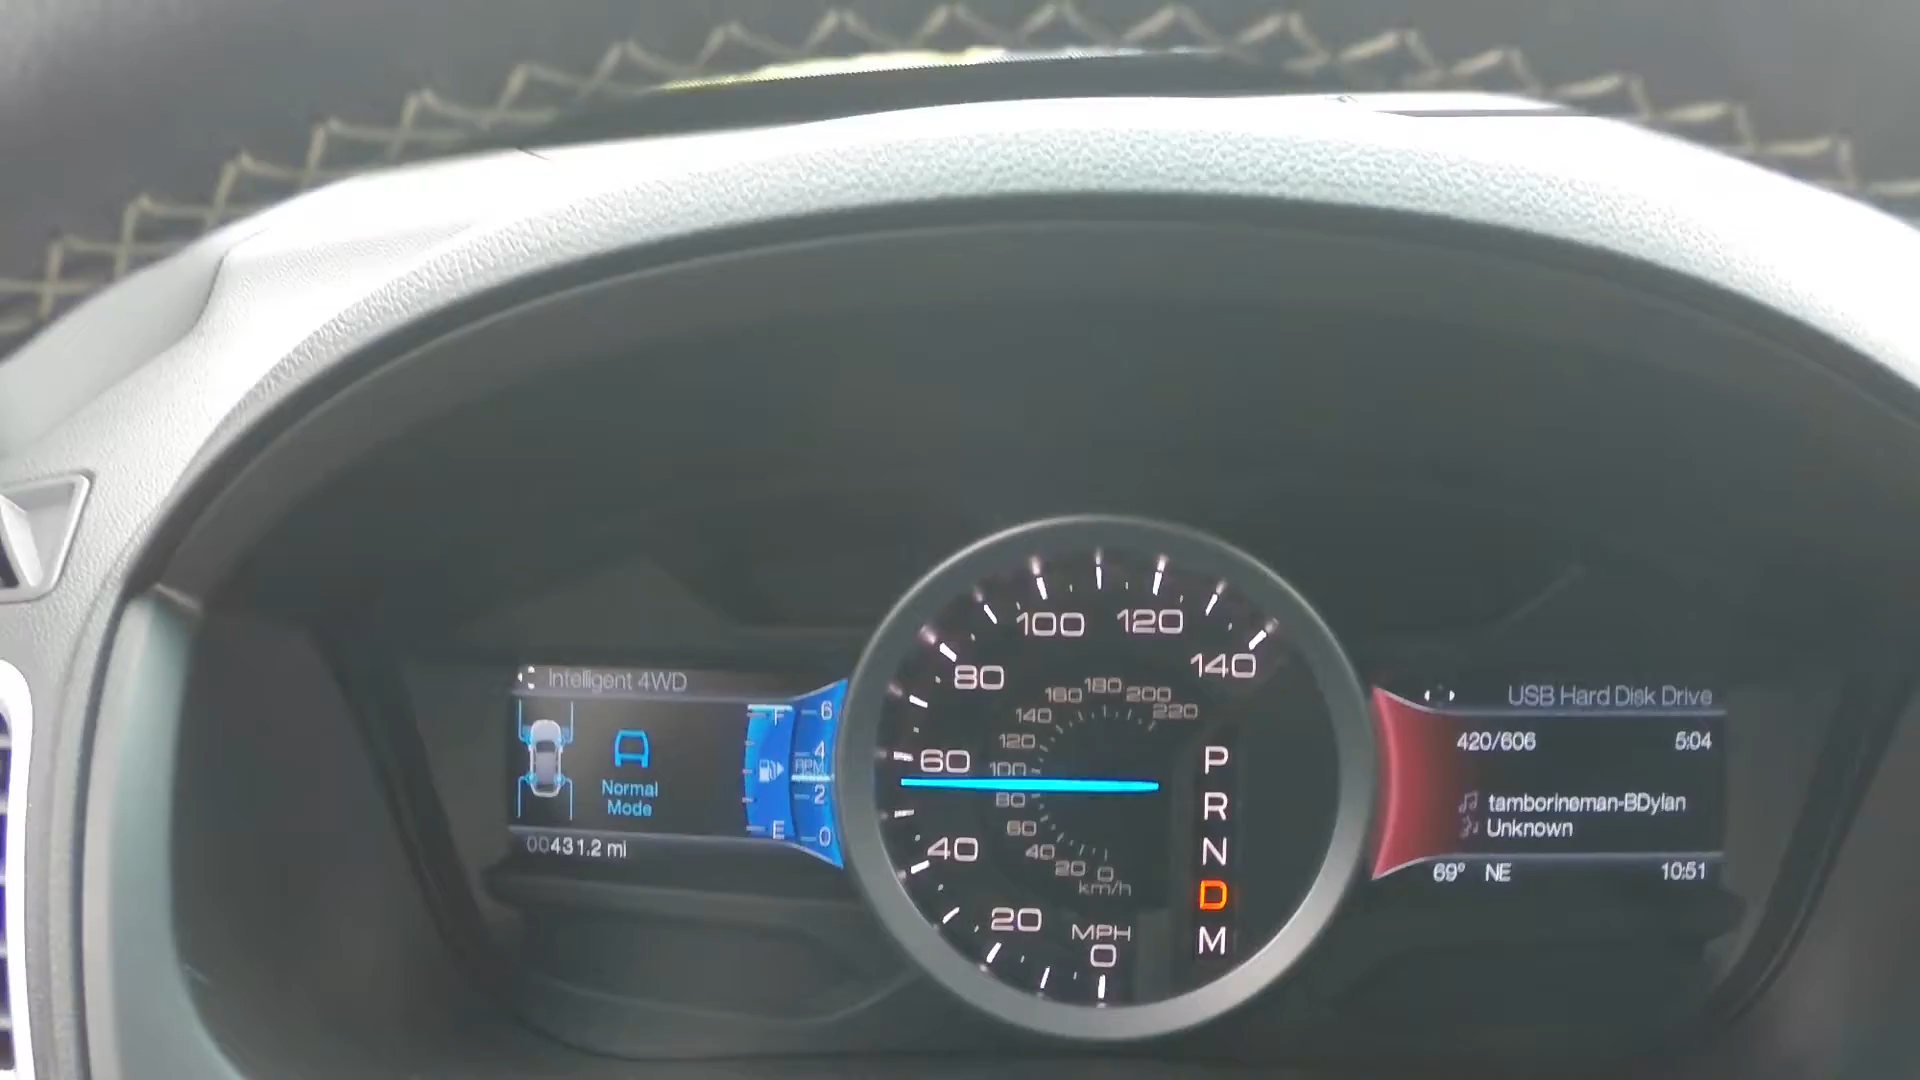 Intelligent 4WD
Normal
Mode
00431.2 mi
F
E
6
4
RPM
2
0
0
20
40
60
80
100
120
140
MPH
0
20
40
60
80
100
120
140
160
180
200
220
km/h
P
R
N
D
M
USB Hard Disk Drive
420/606 5:04
tamborineman-BDylan
Unknown
69° NE 10:51